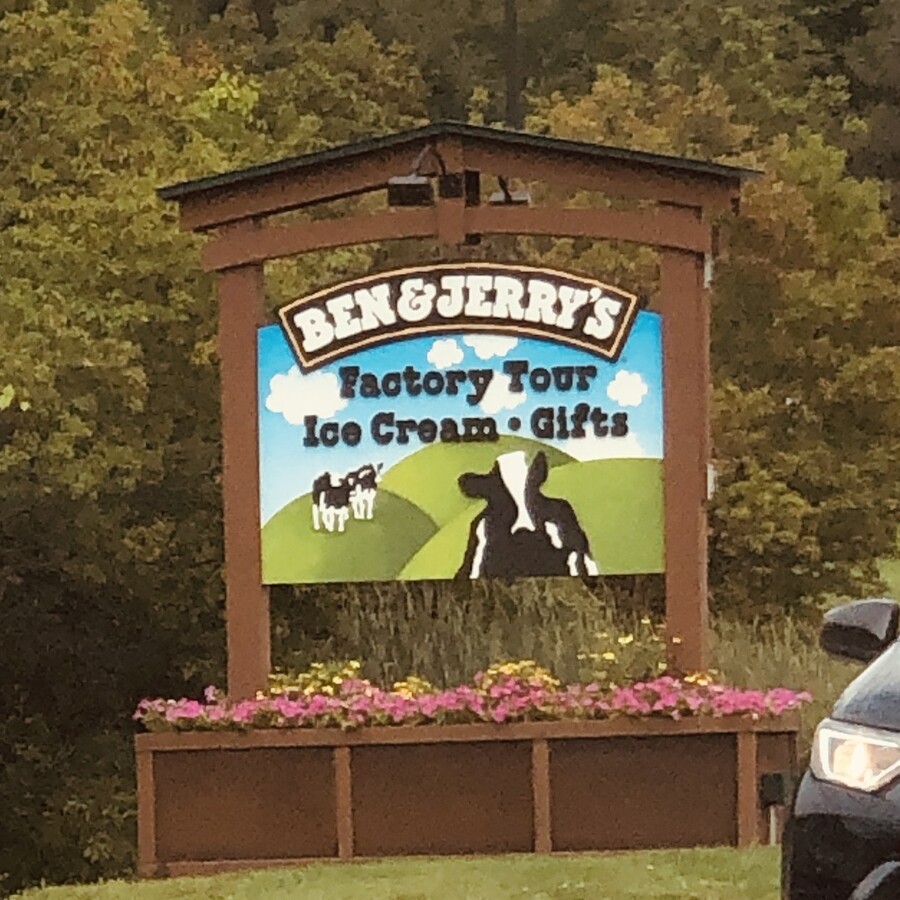 BEN & JERRY'S
Factory Tour
Ice Cream • Gifts